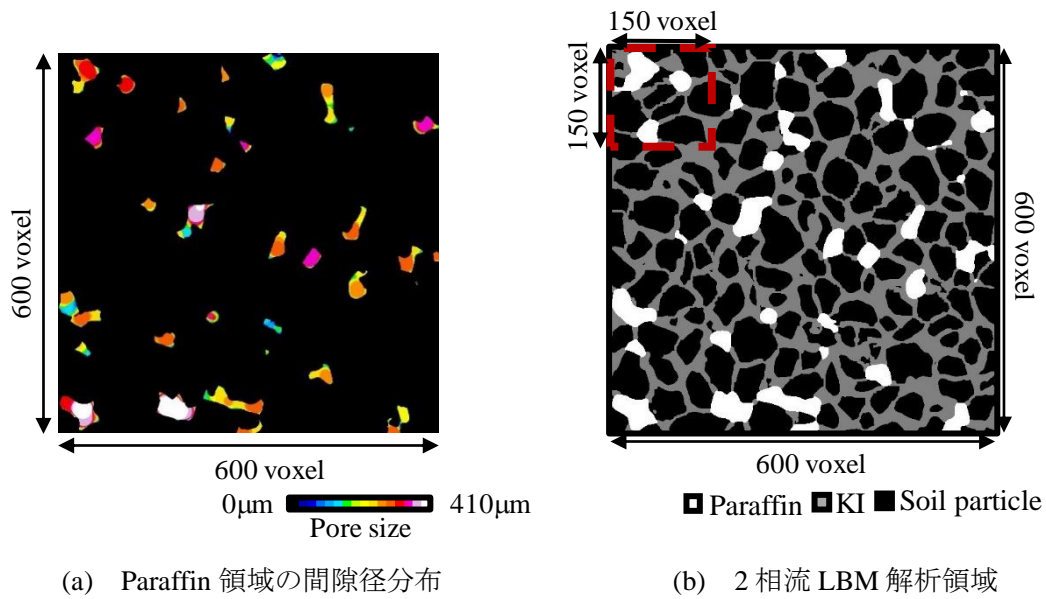 600 voxel
600 voxel
0μm
410μm
Pore size
(a) Paraffin 領域の間隙径分布
150 voxel
150 voxel
600 voxel
600 voxel
Paraffin KI Soil particle
(b) 2 相流 LBM 解析領域